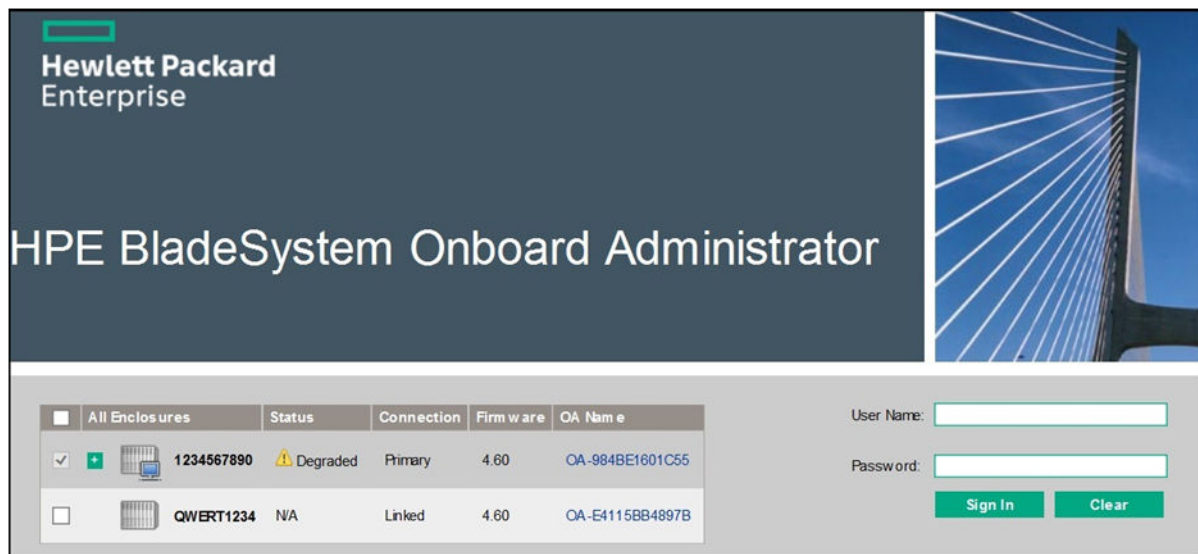 Hewlett Packard
Enterprise
HPE BladeSystem Onboard Administrator
All Enclosures Status Connection Firmware OA Name
1234567890 Degraded Primary 4.60 OA-984BE1601C55
QWERT1234 N/A Linked 4.60 OA-E4115BB4897B
User Name:
Password:
Sign In Clear